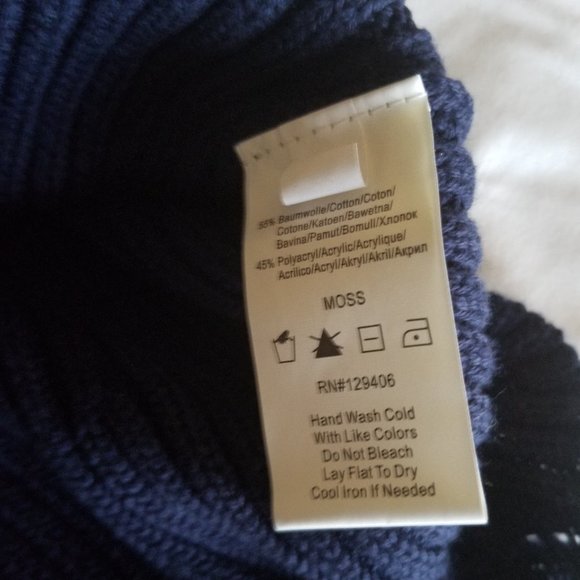 55% Baumwolle/Cotton/Coton/
Cotone/Katoen/Bawetna/
Bavina/Pamut/Bomull/Хлопок
45% Polyacryl/Acrylic/Acrylique/
Acrilico/Acryl/Akryl/Akril/Акрил
MOSS
RN#129406
Hand Wash Cold
With Like Colors
Do Not Bleach
Lay Flat To Dry
Cool Iron If Needed